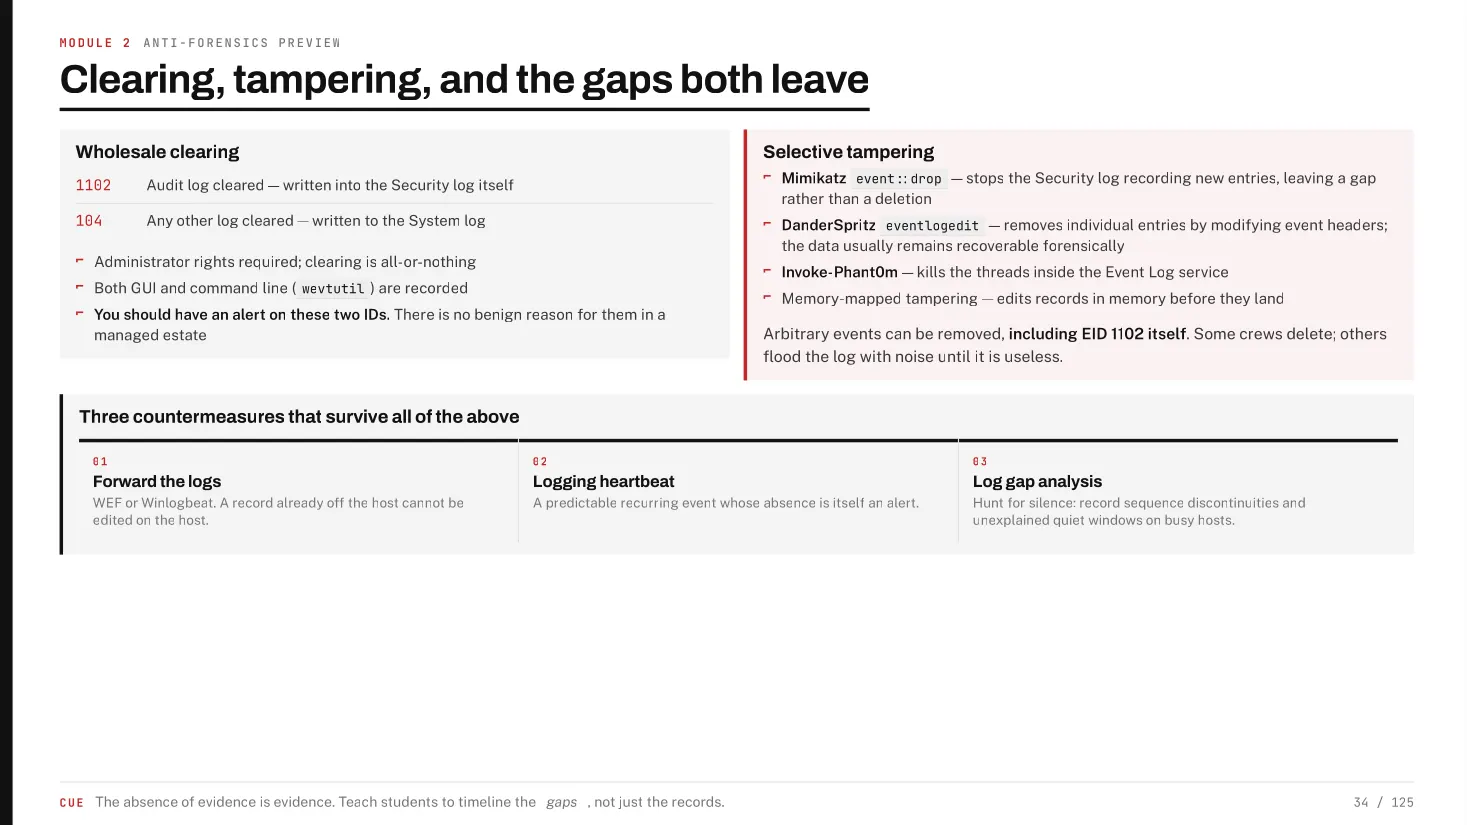 MODULE 2 ANTI-FORENSICS PREVIEW
Clearing, tampering, and the gaps both leave
Wholesale clearing
1102 Audit log cleared — written into the Security log itself
104 Any other log cleared — written to the System log
Administrator rights required; clearing is all-or-nothing
Both GUI and command line ( wevtutil ) are recorded
You should have an alert on these two IDs. There is no benign reason for them in a
managed estate
Selective tampering
Mimikatz event::drop — stops the Security log recording new entries, leaving a gap
rather than a deletion
DanderSpritz eventlogedit — removes individual entries by modifying event headers;
the data usually remains recoverable forensically
Invoke-Phant0m — kills the threads inside the Event Log service
Memory-mapped tampering — edits records in memory before they land
Arbitrary events can be removed, including EID 1102 itself. Some crews delete; others
flood the log with noise until it is useless.
Three countermeasures that survive all of the above
01
Forward the logs
WEF or Winlogbeat. A record already off the host cannot be
edited on the host.
02
Logging heartbeat
A predictable recurring event whose absence is itself an alert.
03
Log gap analysis
Hunt for silence: record sequence discontinuities and
unexplained quiet windows on busy hosts.
CUE The absence of evidence is evidence. Teach students to timeline the gaps , not just the records.
34 / 125